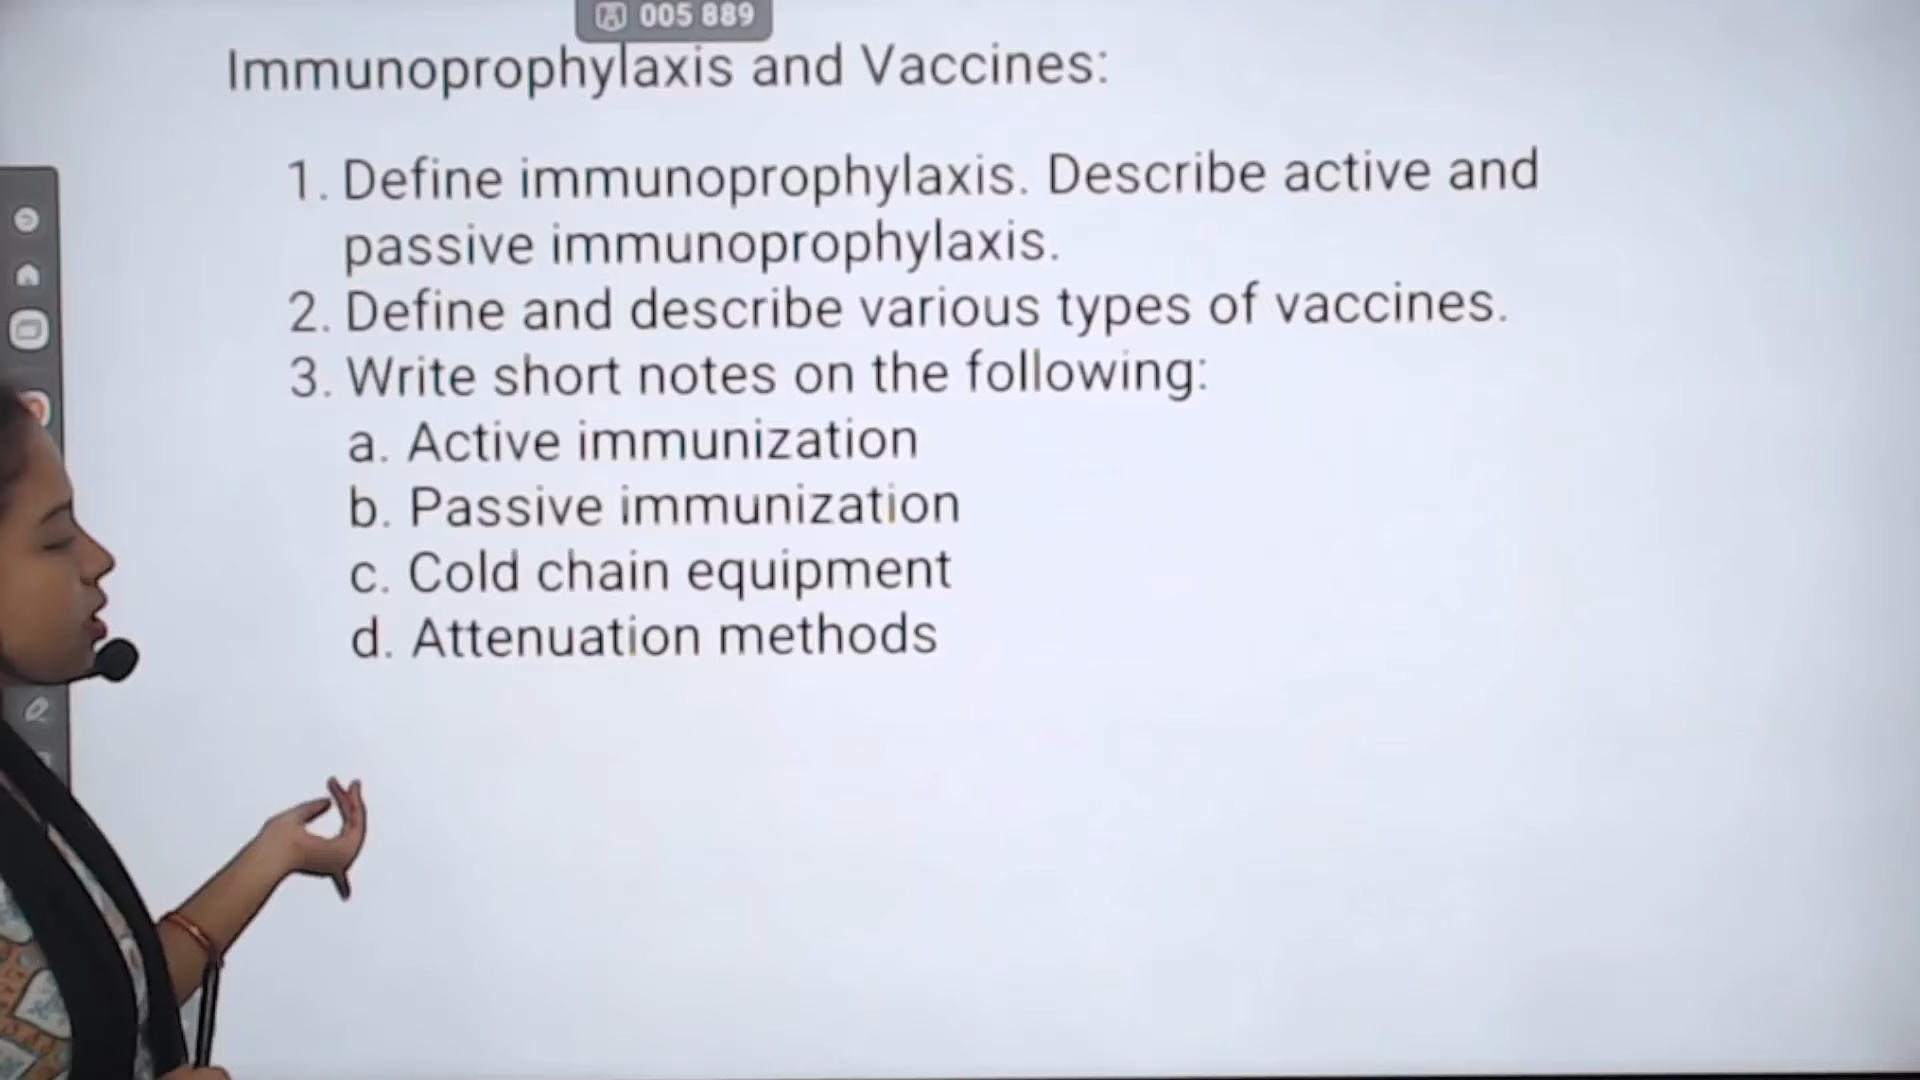 005 889
Immunoprophylaxis and Vaccines:
1. Define immunoprophylaxis. Describe active and
passive immunoprophylaxis.
2. Define and describe various types of vaccines.
3. Write short notes on the following:
a. Active immunization
b. Passive immunization
c. Cold chain equipment
d. Attenuation methods